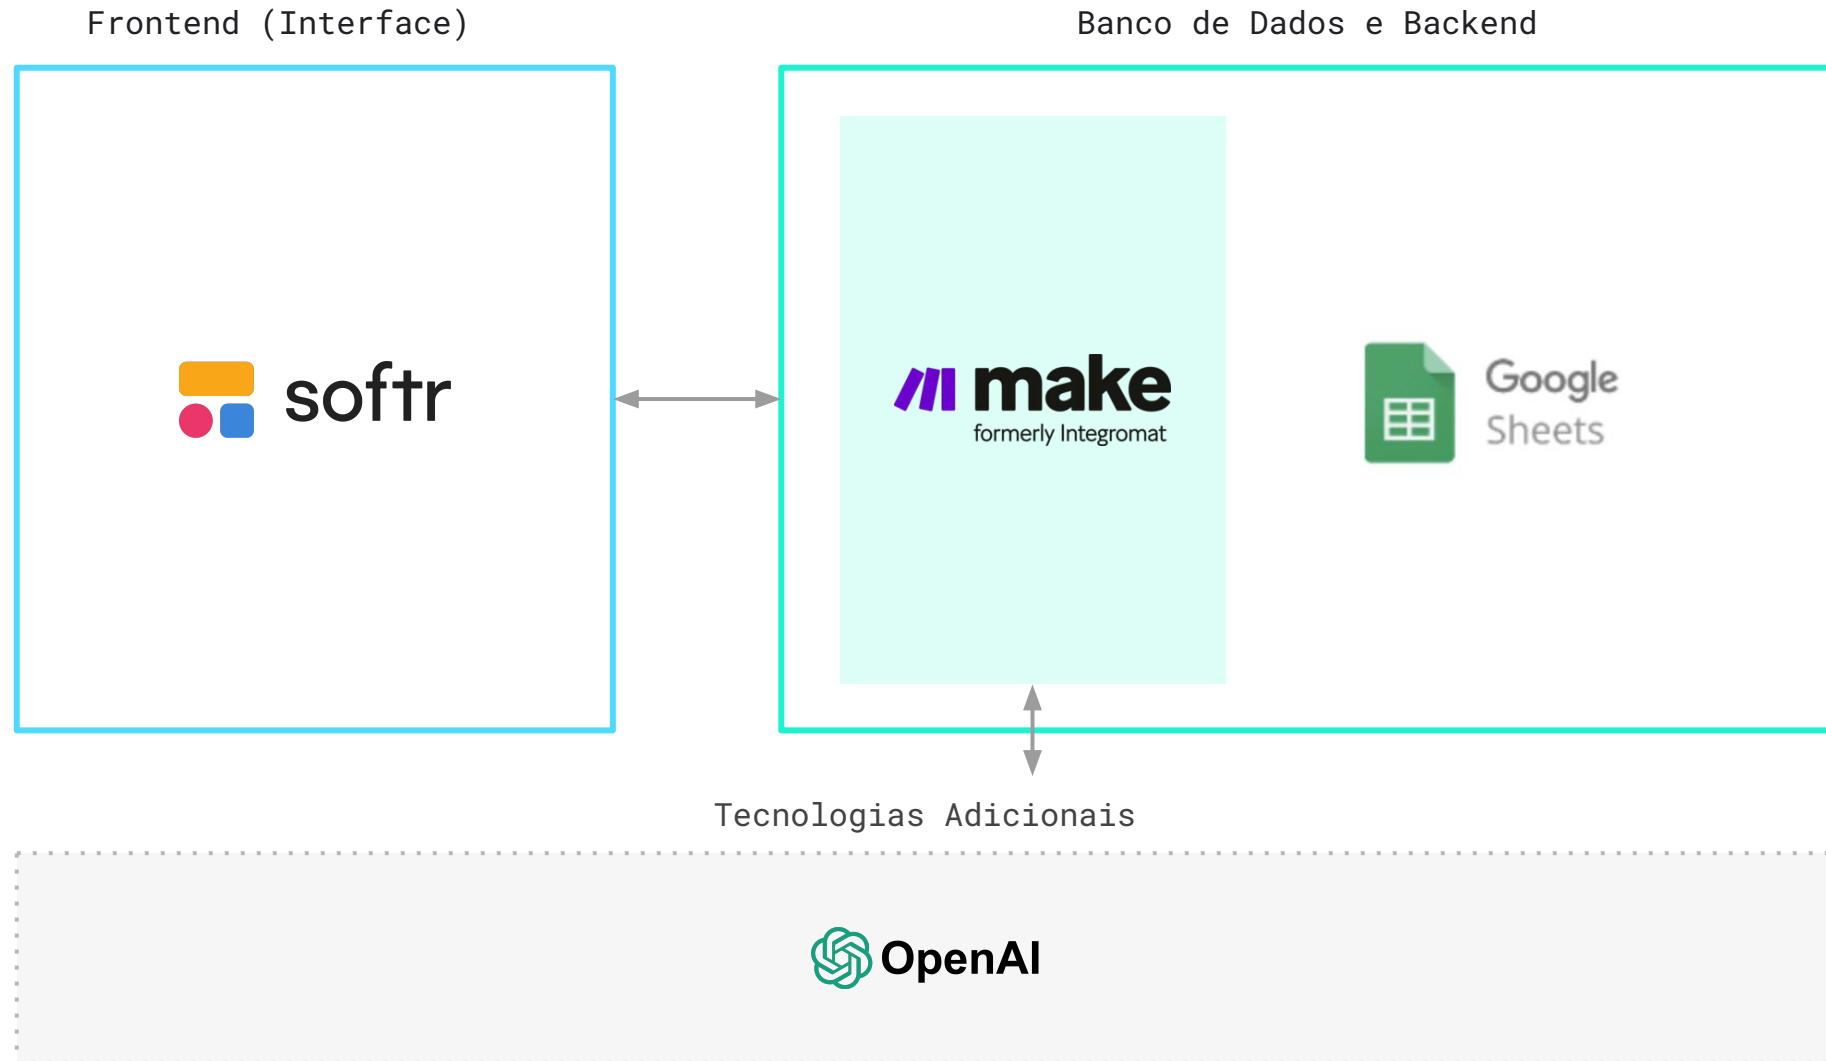 Frontend (Interface)
Banco de Dados e Backend
softr
make
formerly Integromat
Google
Sheets
Tecnologias Adicionais
OpenAI